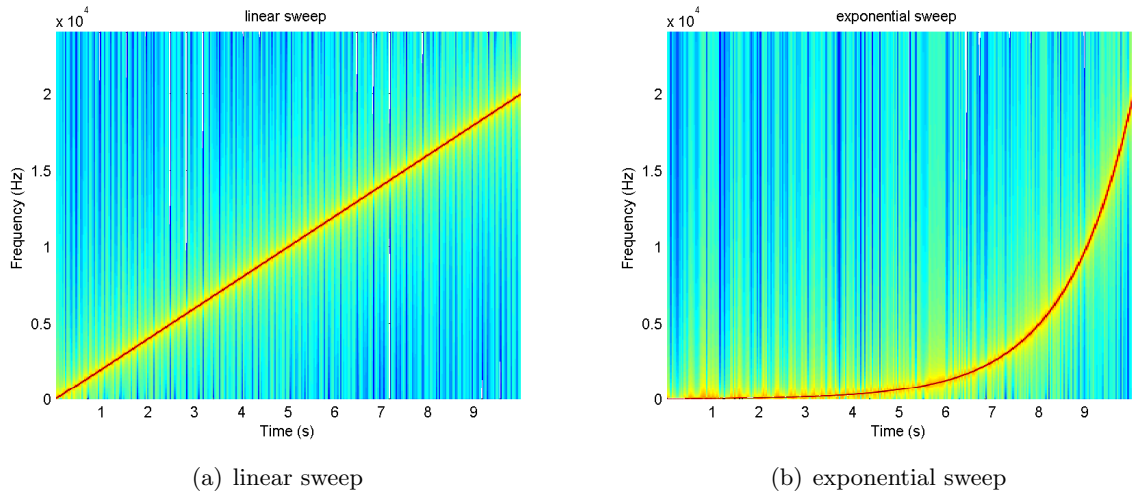 linear sweep
x 10^4
2
1.5
1
0.5
0
Frequency (Hz)
1 2 3 4 5 6 7 8 9
Time (s)
(a) linear sweep
exponential sweep
x 10^4
2
1.5
1
0.5
0
Frequency (Hz)
1 2 3 4 5 6 7 8 9
Time (s)
(b) exponential sweep